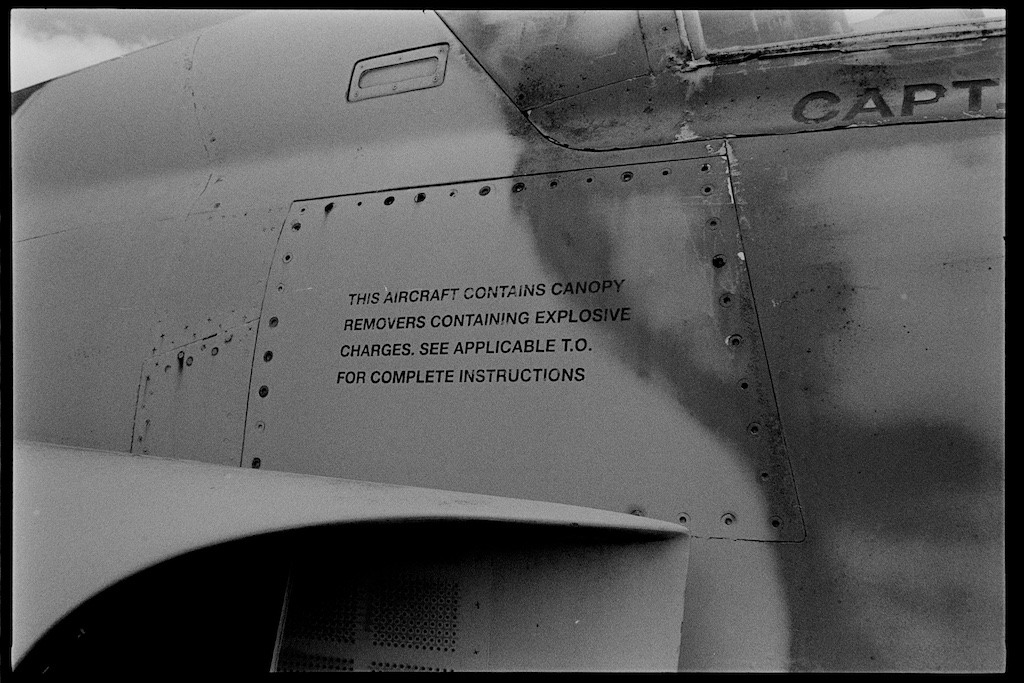 CAPT.
THIS AIRCRAFT CONTAINS CANOPY
REMOVERS CONTAINING EXPLOSIVE
CHARGES. SEE APPLICABLE T.O.
FOR COMPLETE INSTRUCTIONS